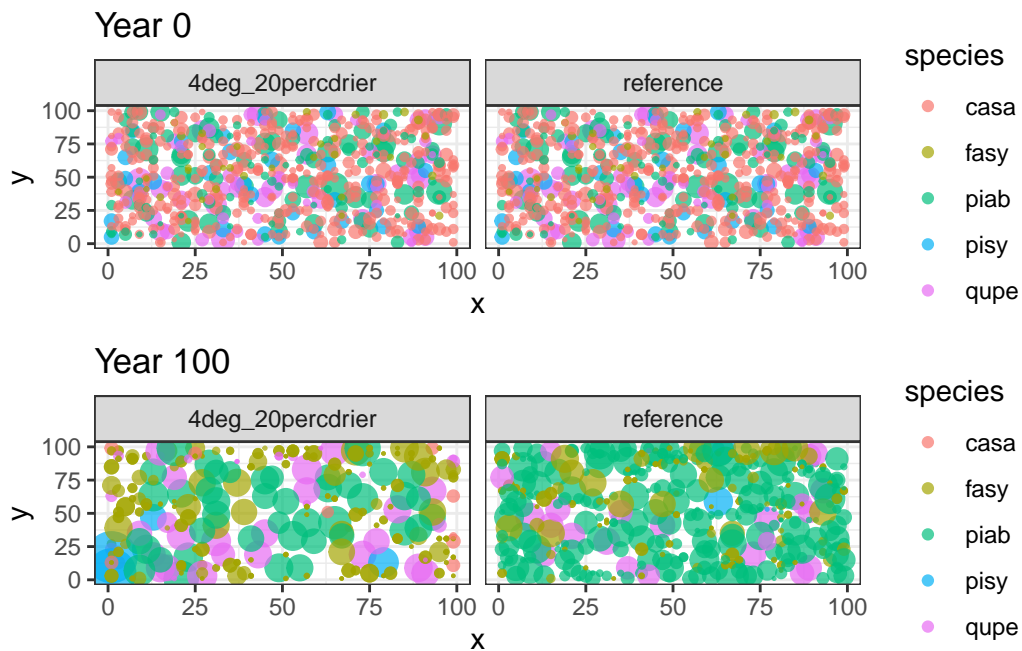 Year 0
4deg_20percdrier reference
100
75
50
25
0
y
0 25 50 75 100 0 25 50 75 100
x
species
casa
fasy
piab
pisy
qupe
Year 100
4deg_20percdrier reference
100
75
50
25
0
y
0 25 50 75 100 0 25 50 75 100
x
species
casa
fasy
piab
pisy
qupe